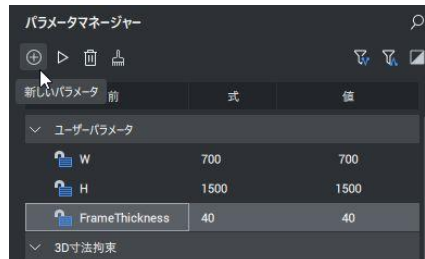 パラメータマネージャー
新しいパラメータ 前 式 値
ユーザーパラメータ
W 700 700
H 1500 1500
FrameThickness 40 40
3D寸法拘束